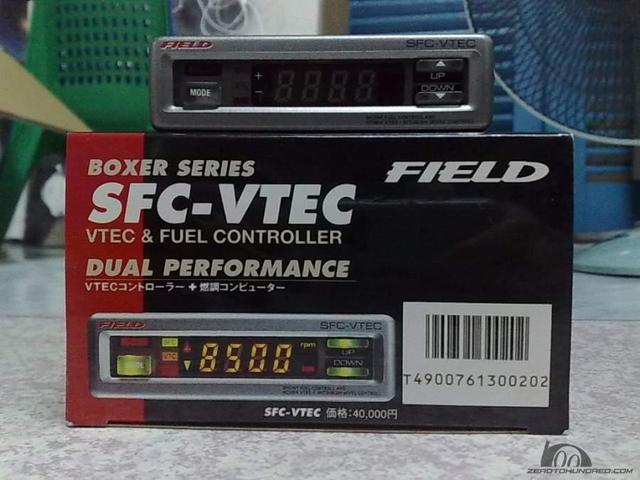 FIELD
SFC-VTEC
MODE
+
-
8888
UP
DOWN
BOXER SERIES
FIELD
SFC-VTEC
VTEC & FUEL CONTROLLER
DUAL PERFORMANCE
VTECコントローラー＋燃調コンピューター
FIELD
SFC-VTEC
SFC
VTC
8500
rpm
UP
DOWN
T4900761300202
SFC-VTEC 価格:40,000円
ZEROTOHUNDRED.COM